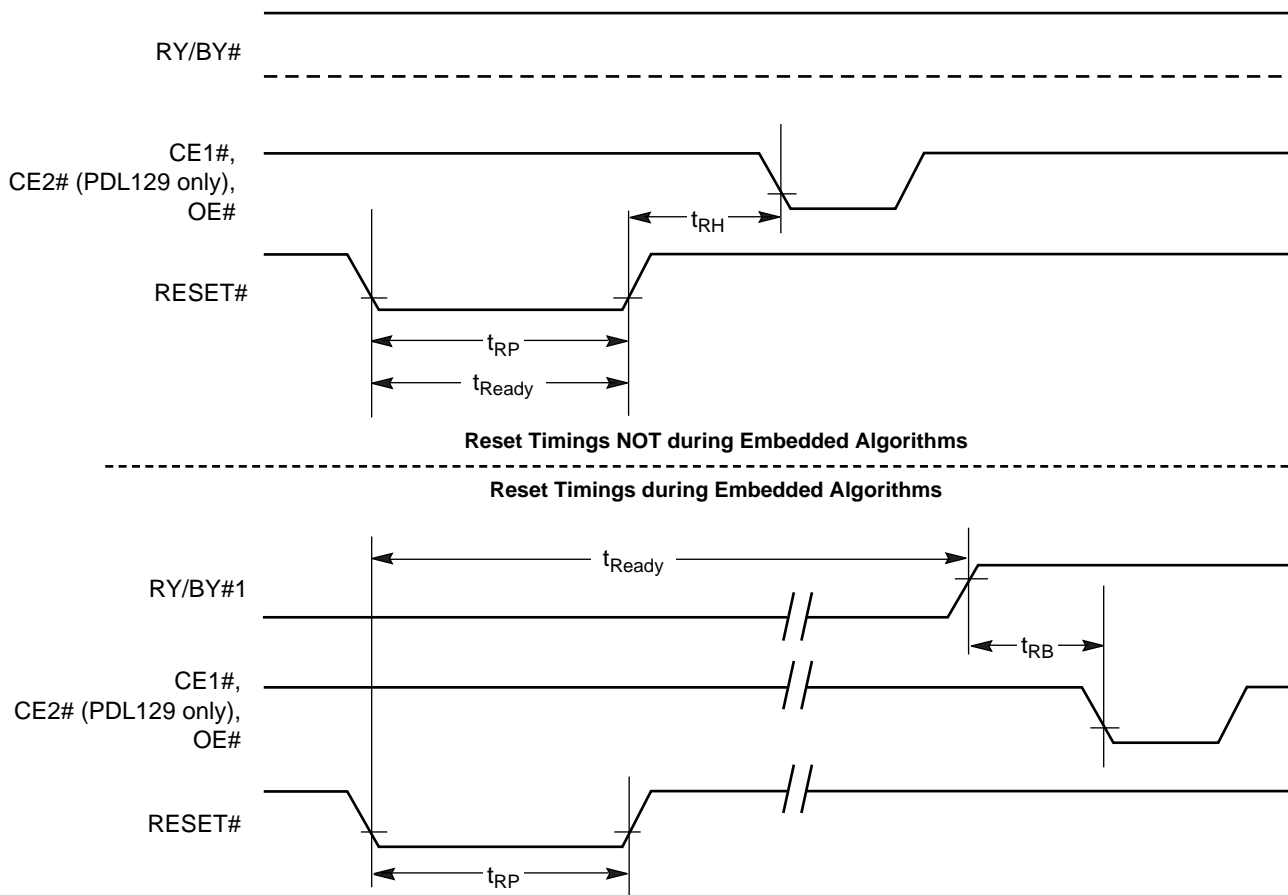 RY/BY#
CE1#,
CE2# (PDL129 only),
OE#
tRH
RESET#
tRP
tReady
Reset Timings NOT during Embedded Algorithms
Reset Timings during Embedded Algorithms
tReady
RY/BY#1
tRB
CE1#,
CE2# (PDL129 only),
OE#
RESET#
tRP